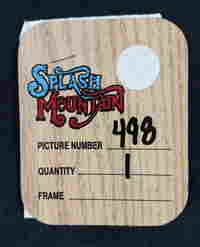 SPLASH
MOUNTAIN
PICTURE NUMBER 498
QUANTITY 1
FRAME